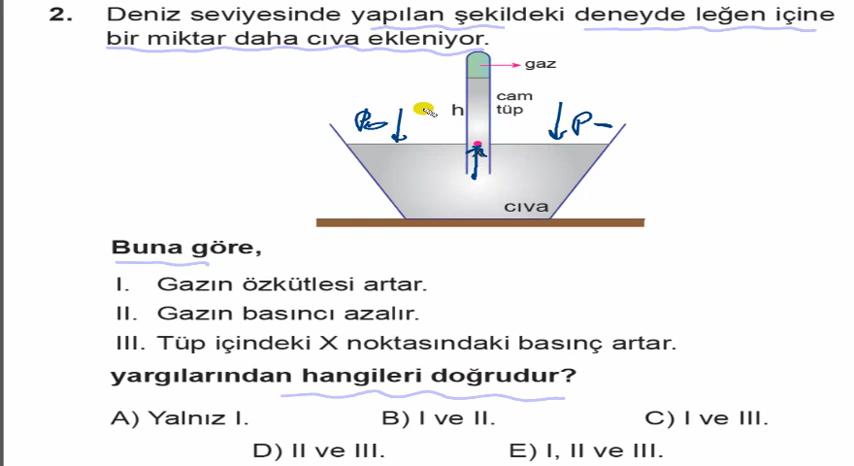 2. Deniz seviyesinde yapılan şekildeki deneyde leğen içine
bir miktar daha cıva ekleniyor.
gaz
h
cam
tüp
P₀
P
cıva
Buna göre,
I. Gazın özkütlesi artar.
II. Gazın basıncı azalır.
III. Tüp içindeki X noktasındaki basınç artar.
yargılarından hangileri doğrudur?
A) Yalnız I.
B) I ve II.
C) I ve III.
D) II ve III.
E) I, II ve III.